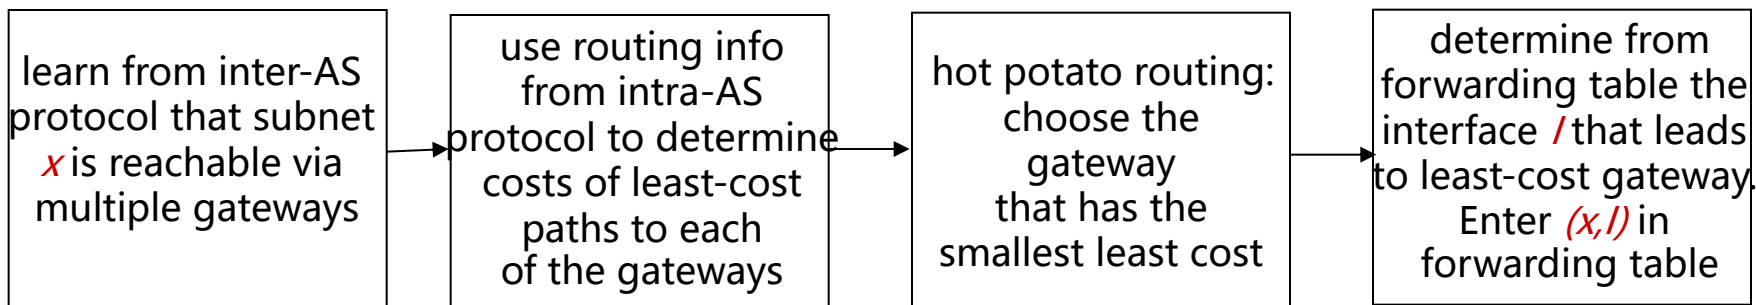 learn from inter-AS
protocol that subnet
x is reachable via
multiple gateways
use routing info
from intra-AS
protocol to determine
costs of least-cost
paths to each
of the gateways
hot potato routing:
choose the
gateway
that has the
smallest least cost
determine from
forwarding table the
interface I that leads
to least-cost gateway.
Enter (x,I) in
forwarding table